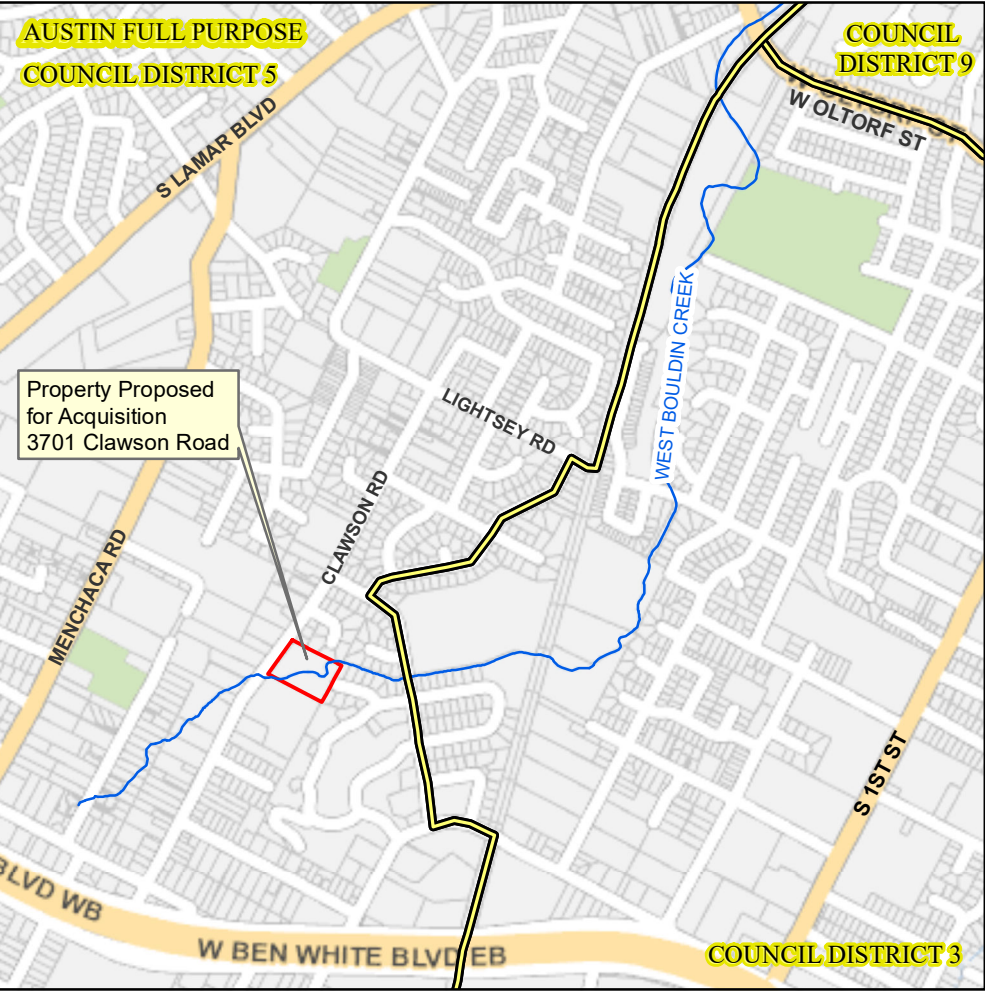 AUSTIN FULL PURPOSE
COUNCIL DISTRICT 5
COUNCIL
DISTRICT 9
W OLTORF ST
W OLTORF ST
S LAMAR BLVD
WEST BOULDIN CREEK
Property Proposed
for Acquisition
3701 Clawson Road
LIGHTSEY RD
CLAWSON RD
MENCHACA RD
S 1ST ST
BLVD WB
W BEN WHITE BLVD EB
COUNCIL DISTRICT 3